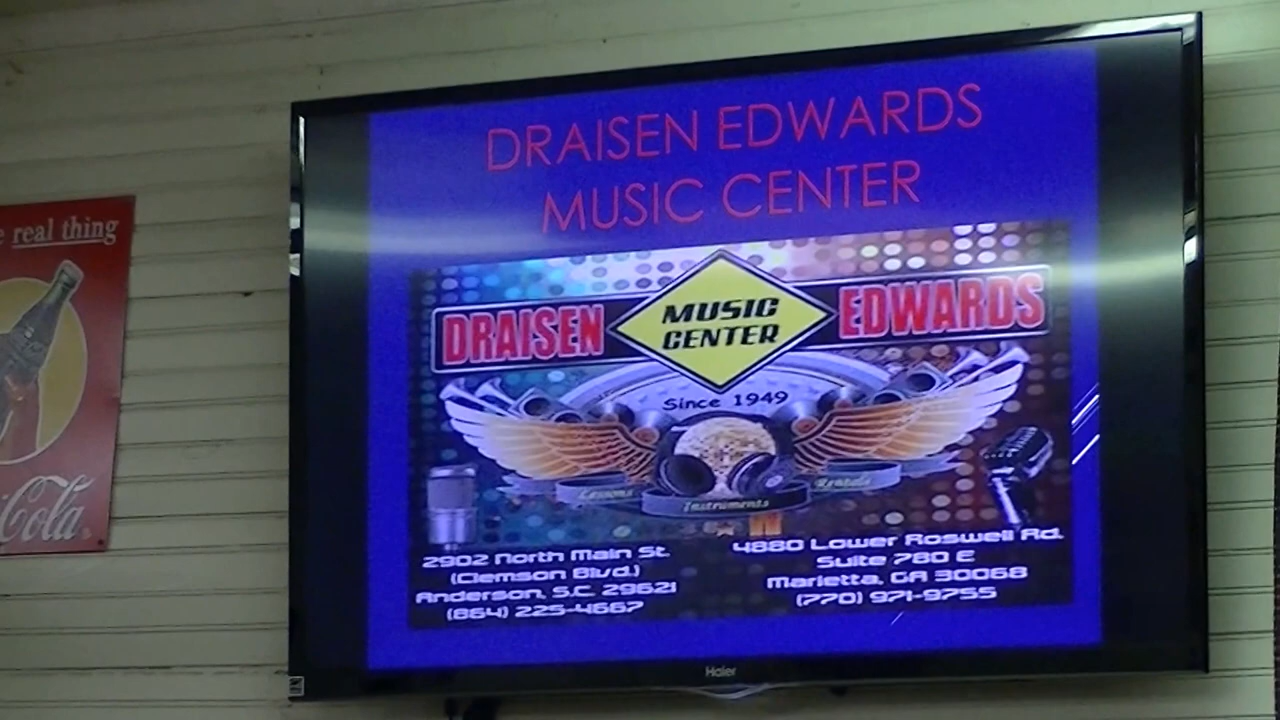 e real thing
Cola
DRAISEN EDWARDS
MUSIC CENTER
DRAISEN
MUSIC
CENTER
EDWARDS
Since 1949
Lessons
Instruments
Rentals
2902 North Main St.
(Clemson Blvd.)
Anderson, S.C. 29621
(864) 225-4667
4880 Lower Roswell Rd.
Suite 780 E
Marietta, GA 30068
(770) 971-9755
Haier